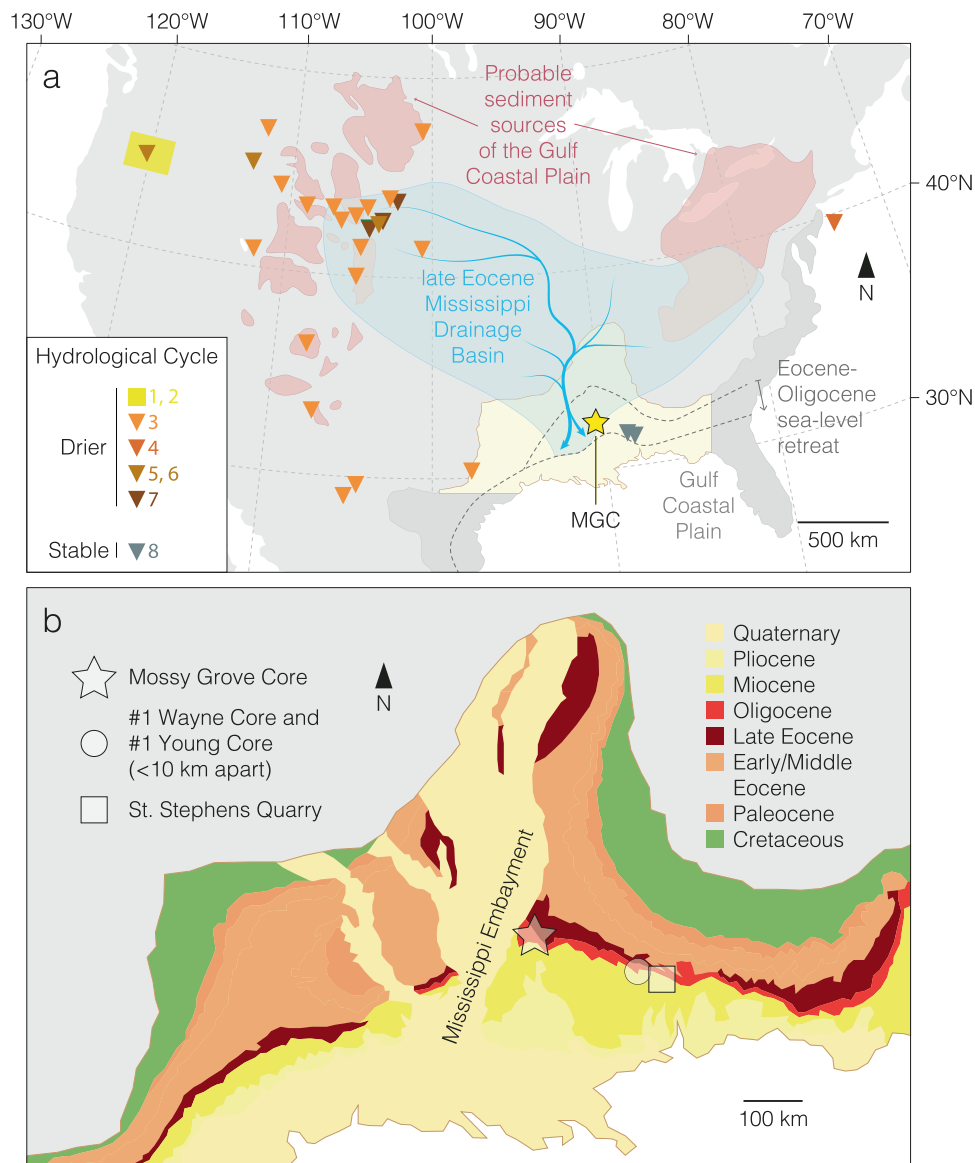 130°W 120°W 110°W 100°W 90°W 80°W 70°W
a
Probable
sediment
sources
of the Gulf
Coastal Plain
40°N
N
late Eocene
Mississippi
Drainage
Basin
Hydrological Cycle
1, 2
3
Drier
4
5, 6
7
Stable
8
Eocene-
Oligocene
sea-level
retreat
30°N
Gulf
Coastal
Plain
MGC
500 km
b
Mossy Grove Core
#1 Wayne Core and
#1 Young Core
(<10 km apart)
St. Stephens Quarry
N
Quaternary
Pliocene
Miocene
Oligocene
Late Eocene
Early/Middle
Eocene
Paleocene
Cretaceous
Mississippi Embayment
100 km